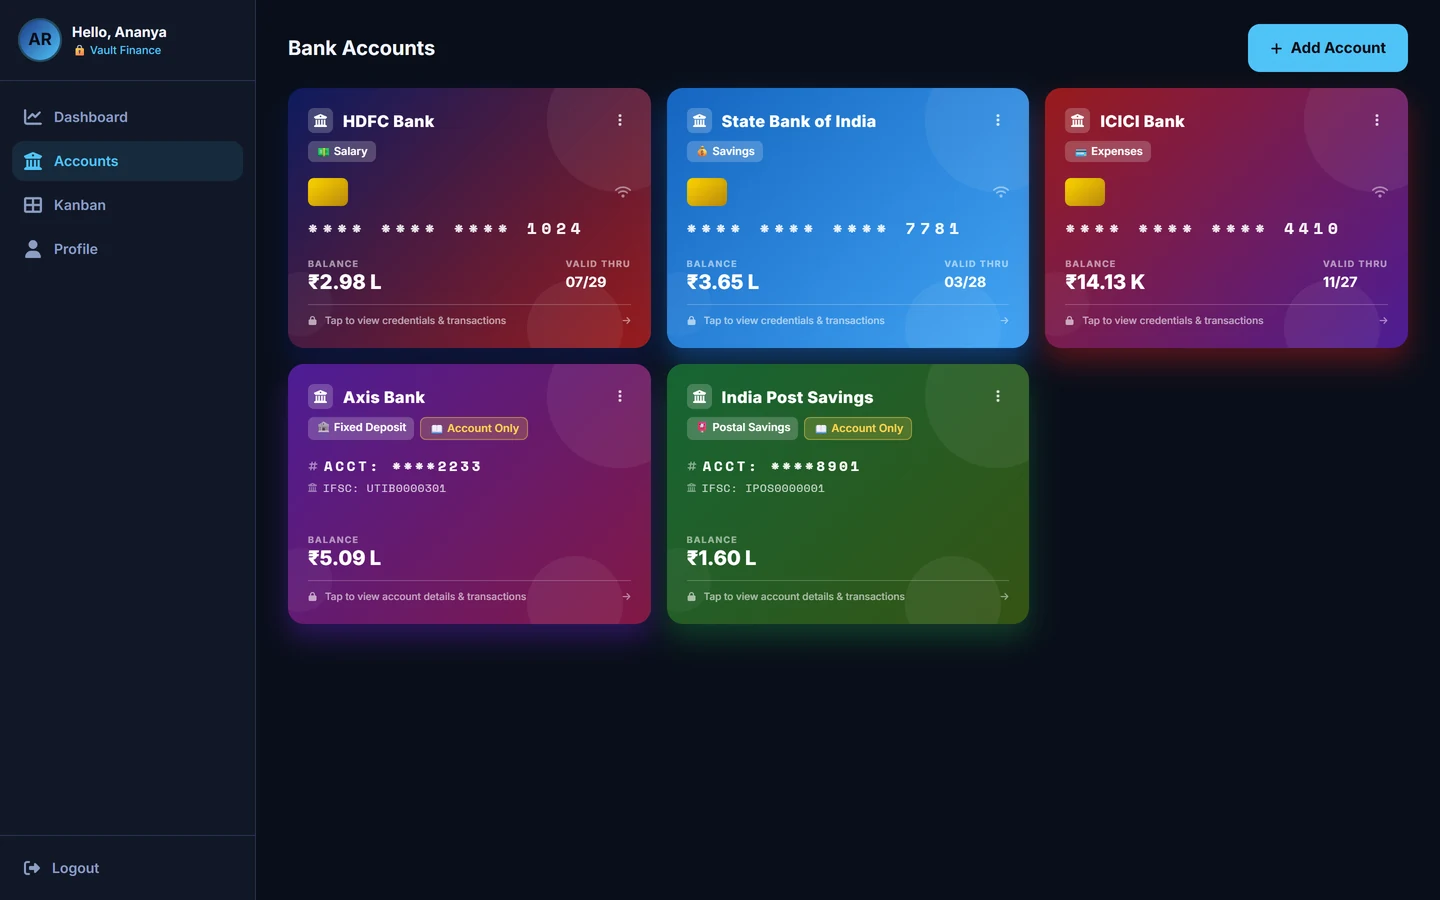 AR
Hello, Ananya
Vault Finance
Dashboard
Accounts
Kanban
Profile
Logout
Bank Accounts
+ Add Account
HDFC Bank
Salary
**** **** **** 1024
BALANCE VALID THRU
₹2.98 L 07/29
Tap to view credentials & transactions →
State Bank of India
Savings
**** **** **** 7781
BALANCE VALID THRU
₹3.65 L 03/28
Tap to view credentials & transactions →
ICICI Bank
Expenses
**** **** **** 4410
BALANCE VALID THRU
₹14.13 K 11/27
Tap to view credentials & transactions →
Axis Bank
Fixed Deposit Account Only
# ACCT: ****2233
IFSC: UTIB0000301
BALANCE
₹5.09 L
Tap to view account details & transactions →
India Post Savings
Postal Savings Account Only
# ACCT: ****8901
IFSC: IPOS0000001
BALANCE
₹1.60 L
Tap to view account details & transactions →